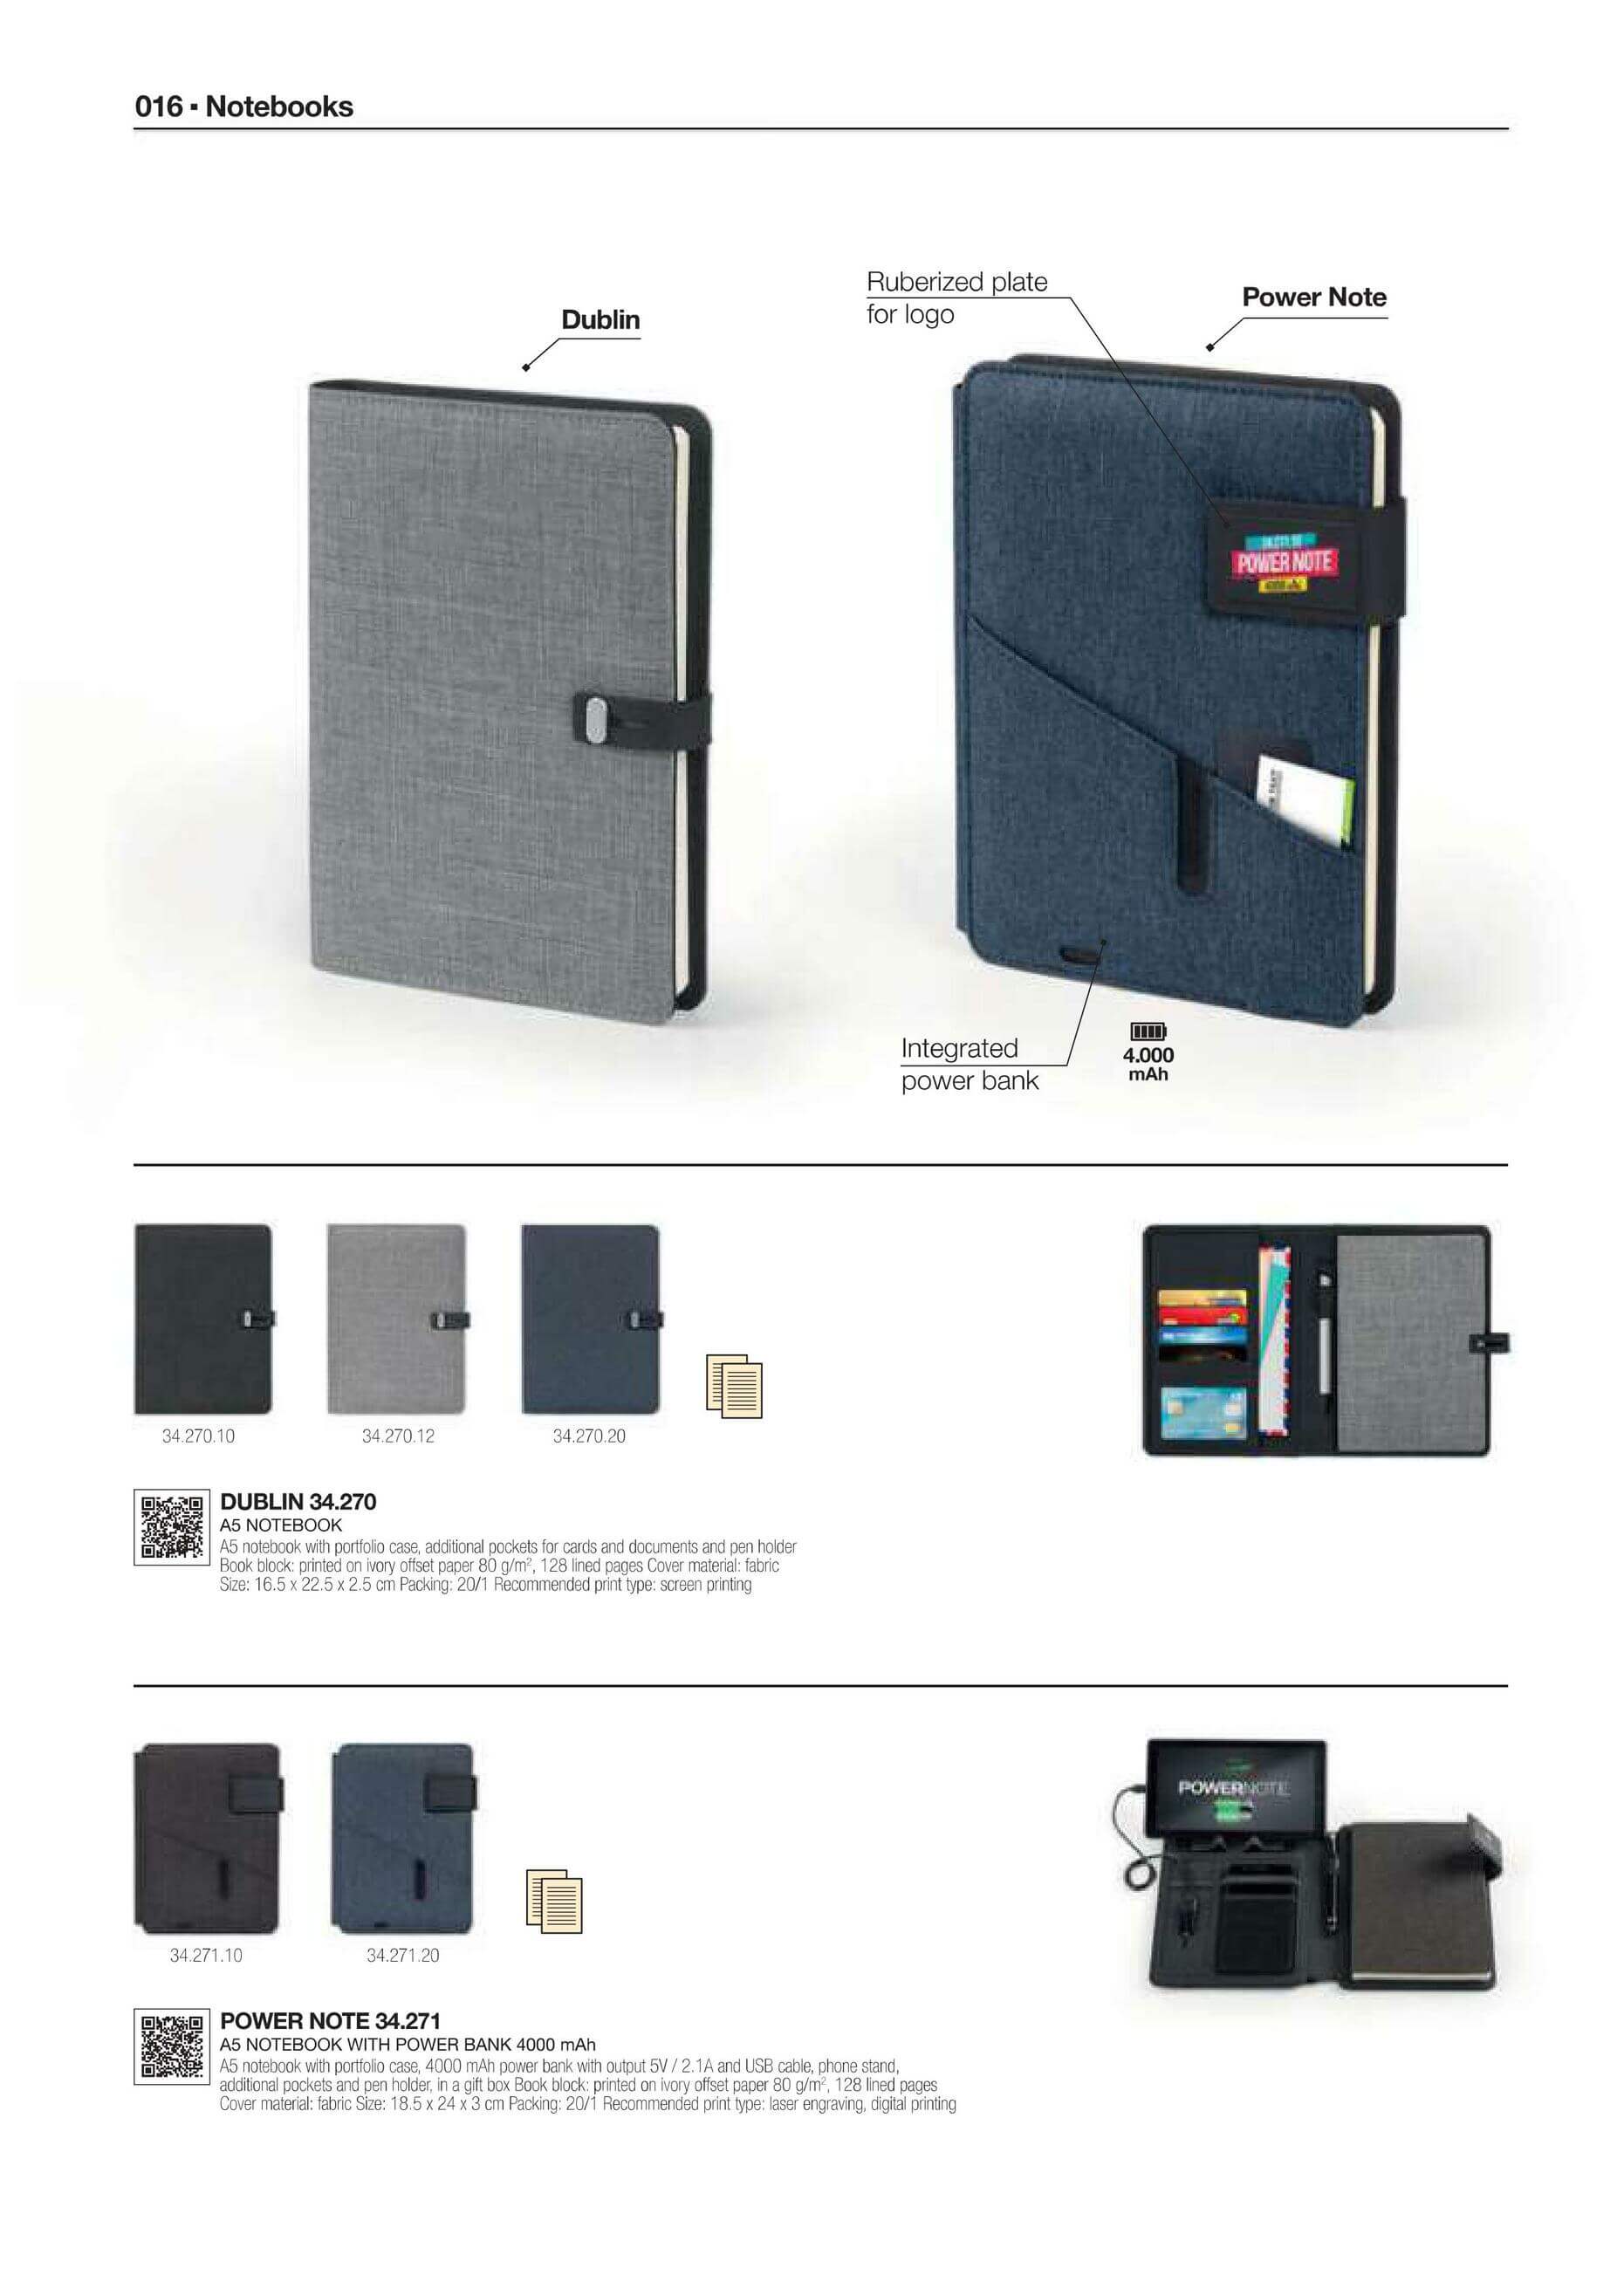 016 ▪ Notebooks
Ruberized plate
for logo
Power Note
Dublin
POWER NOTE
Integrated
power bank
4.000
mAh
34.270.10
34.270.12
34.270.20
DUBLIN 34.270
A5 NOTEBOOK
A5 notebook with portfolio case, additional pockets for cards and documents and pen holder
Book block: printed on ivory offset paper 80 g/m², 128 lined pages Cover material: fabric
Size: 16.5 x 22.5 x 2.5 cm Packing: 20/1 Recommended print type: screen printing
POWERNOTE
34.271.10
34.271.20
POWER NOTE 34.271
A5 NOTEBOOK WITH POWER BANK 4000 mAh
A5 notebook with portfolio case, 4000 mAh power bank with output 5V / 2.1A and USB cable, phone stand,
additional pockets and pen holder, in a gift box Book block: printed on ivory offset paper 80 g/m², 128 lined pages
Cover material: fabric Size: 18.5 x 24 x 3 cm Packing: 20/1 Recommended print type: laser engraving, digital printing